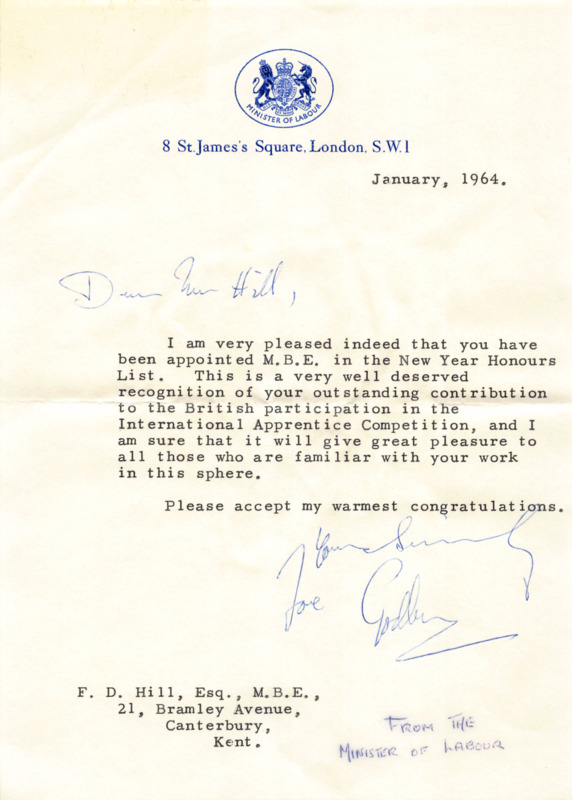 MINISTER OF LABOUR
8 St. James's Square, London, S.W.1
January, 1964.
Dear Mr Hill,
I am very pleased indeed that you have
been appointed M.B.E. in the New Year Honours
List. This is a very well deserved
recognition of your outstanding contribution
to the British participation in the
International Apprentice Competition, and I
am sure that it will give great pleasure to
all those who are familiar with your work
in this sphere.
Please accept my warmest congratulations.
Yours Sincerely
Joe Godber
F. D. Hill, Esq., M.B.E.,
21, Bramley Avenue,
Canterbury,
Kent.
FROM THE
MINISTER OF LABOUR